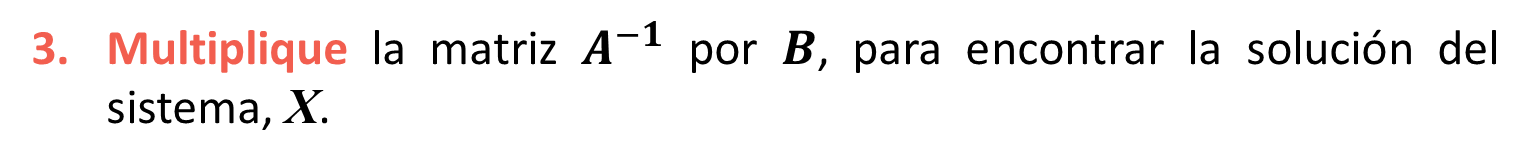 3. Multiplique la matriz A⁻¹ por B, para encontrar la solución del
sistema, X.